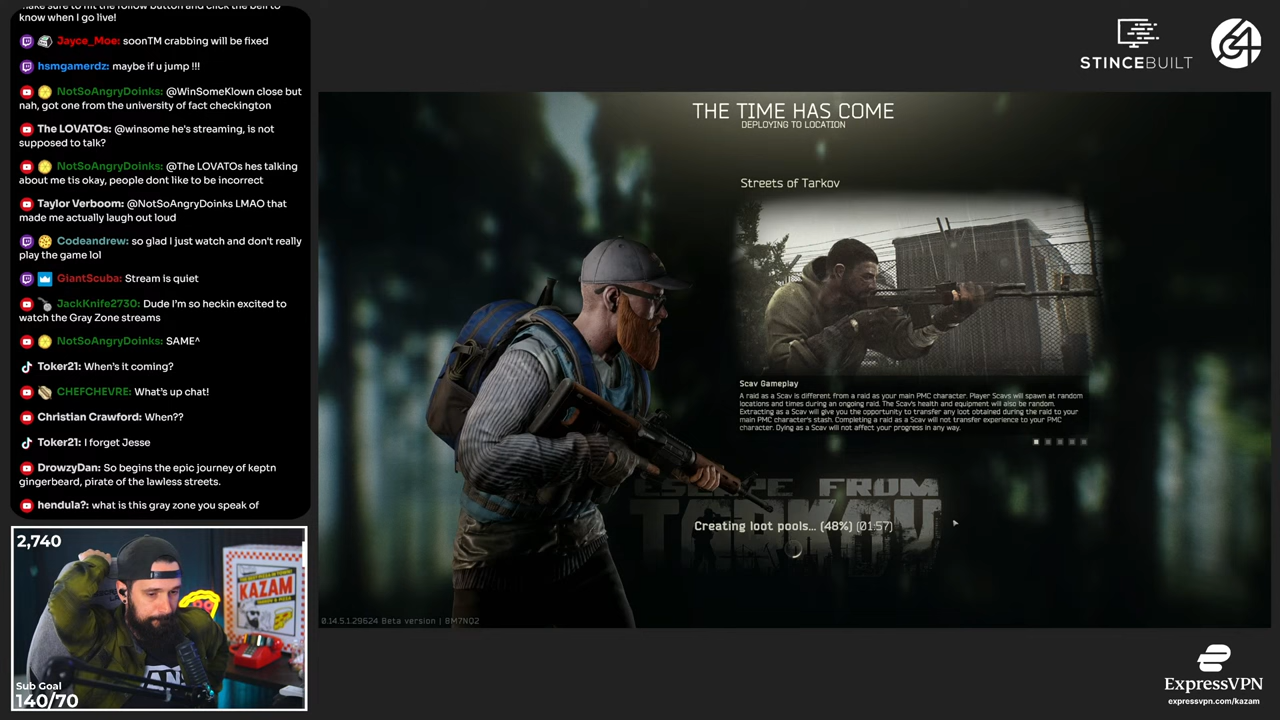 make sure to hit the follow button and click the bell to
know when I go live!
Jayce_Moe: soonTM crabbing will be fixed
hsmgamerdz: maybe if u jump !!!
NotSoAngryDoinks: @WinSomeKlown close but
nah, got one from the university of fact checkington
The LOVATOs: @winsome he's streaming, is not
supposed to talk?
NotSoAngryDoinks: @The LOVATOs hes talking
about me tis okay, people dont like to be incorrect
Taylor Verboom: @NotSoAngryDoinks LMAO that
made me actually laugh out loud
Codeandrew: so glad I just watch and don't really
play the game lol
GiantScuba: Stream is quiet
JackKnife2730: Dude I'm so heckin excited to
watch the Gray Zone streams
NotSoAngryDoinks: SAME^
Toker21: When's it coming?
CHEFCHEVRE: What's up chat!
Christian Crawford: When??
Toker21: I forget Jesse
DrowzyDan: So begins the epic journey of keptn
gingerbeard, pirate of the lawless streets.
hendula?: what is this gray zone you speak of
2,740
KAZAM
Sub Goal
140/70
THE TIME HAS COME
DEPLOYING TO LOCATION
Streets of Tarkov
Scav Gameplay
A raid as a Scav is different from a raid as your main PMC character. Player Scavs will spawn at random
locations and times during an ongoing raid. The Scav's health and equipment will also be random.
Extracting as a Scav will give you the opportunity to transfer any loot obtained during the raid to your
main PMC character's stash. Completing a raid as a Scav will not transfer experience to your PMC
character. Dying as a Scav will not affect your progress in any way.
ESCAPE FROM
TARKOV
Creating loot pools... (48%) (01:57)
0.14.5.1.29624 Beta version | BM7NQ2
STINCEBUILT
G4
ExpressVPN
expressvpn.com/kazam